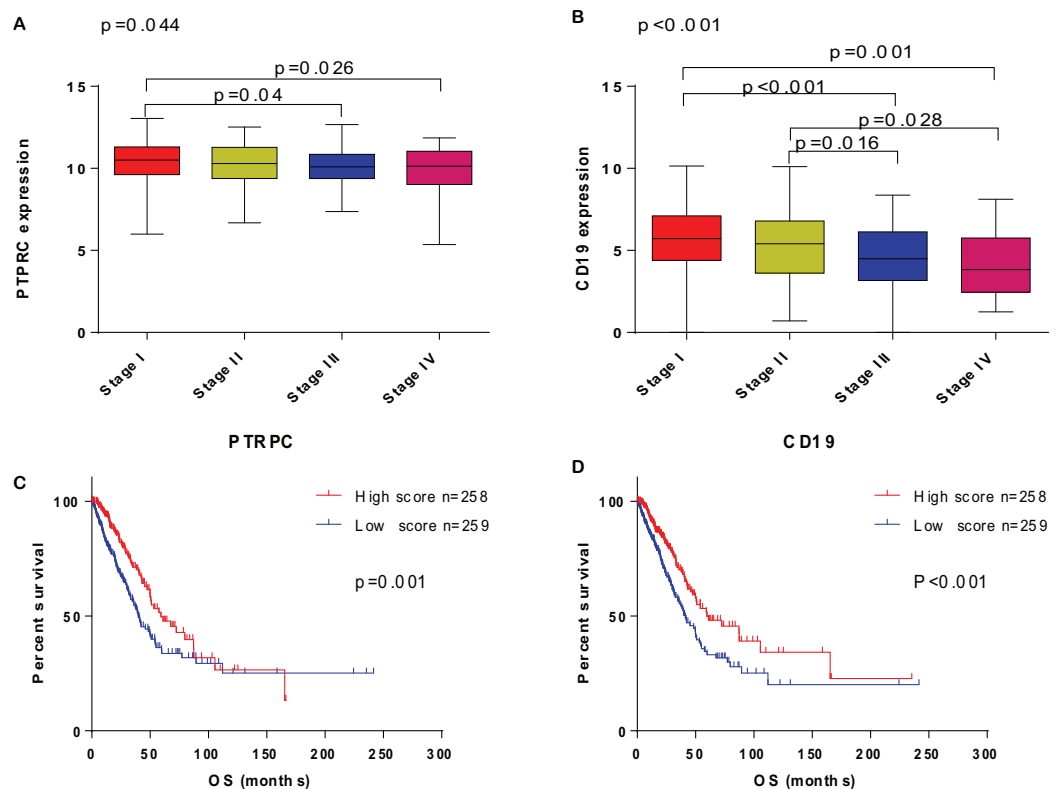 A
p=0.044
p=0.026
p=0.04
15
10
5
0
PTPRC expression
Stage I
Stage II
Stage III
Stage IV
B
p<0.001
p=0.001
p<0.001
p=0.028
p=0.016
15
10
5
0
CD19 expression
Stage I
Stage II
Stage III
Stage IV
C
PTRPC
High score n=258
Low score n=259
p=0.001
100
50
0
Percent survival
0 50 100 150 200 250 300
OS (months)
D
CD19
High score n=258
Low score n=259
P<0.001
100
50
0
Percent survival
0 50 100 150 200 250 300
OS (months)